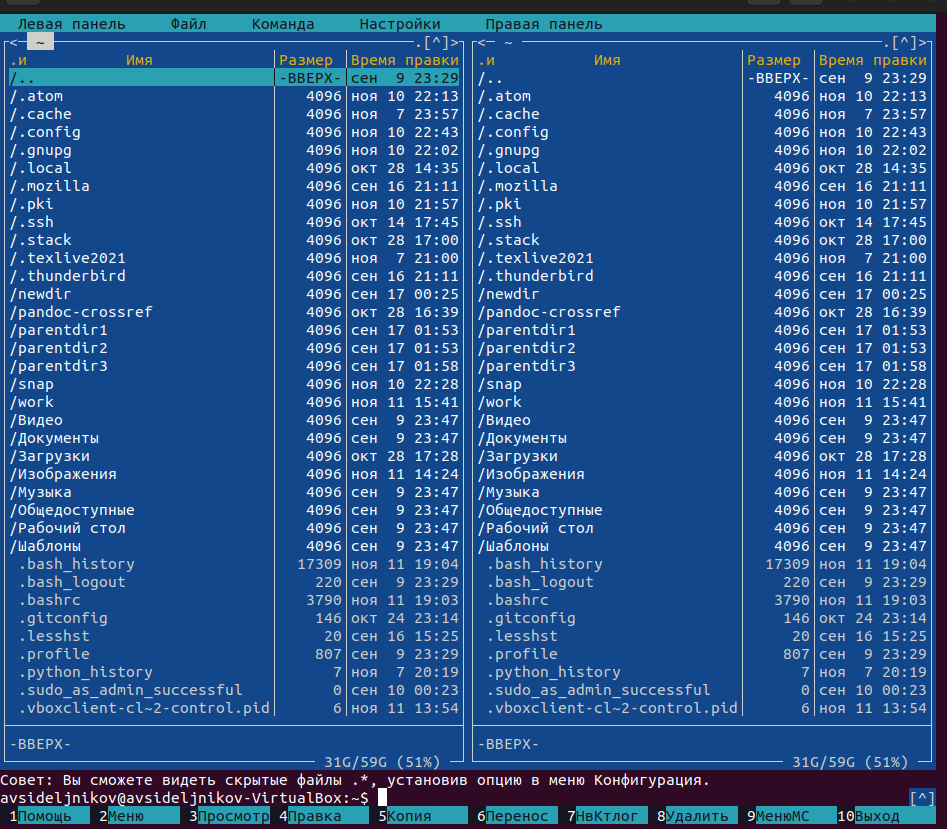 Левая панель Файл Команда Настройки Правая панель
<─ ~ ─.[^]>┐ <─ ~ ─.[^]>┐
.и Имя Размер Время правки .и Имя Размер Время правки
/.. -ВВЕРХ- сен 9 23:29 /.. -ВВЕРХ- сен 9 23:29
/.atom 4096 ноя 10 22:13 /.atom 4096 ноя 10 22:13
/.cache 4096 ноя 7 23:57 /.cache 4096 ноя 7 23:57
/.config 4096 ноя 10 22:43 /.config 4096 ноя 10 22:43
/.gnupg 4096 ноя 10 22:02 /.gnupg 4096 ноя 10 22:02
/.local 4096 окт 28 14:35 /.local 4096 окт 28 14:35
/.mozilla 4096 сен 16 21:11 /.mozilla 4096 сен 16 21:11
/.pki 4096 ноя 10 21:57 /.pki 4096 ноя 10 21:57
/.ssh 4096 окт 14 17:45 /.ssh 4096 окт 14 17:45
/.stack 4096 окт 28 17:00 /.stack 4096 окт 28 17:00
/.texlive2021 4096 ноя 7 21:00 /.texlive2021 4096 ноя 7 21:00
/.thunderbird 4096 сен 16 21:11 /.thunderbird 4096 сен 16 21:11
/newdir 4096 сен 17 00:25 /newdir 4096 сен 17 00:25
/pandoc-crossref 4096 окт 28 16:39 /pandoc-crossref 4096 окт 28 16:39
/parentdir1 4096 сен 17 01:53 /parentdir1 4096 сен 17 01:53
/parentdir2 4096 сен 17 01:53 /parentdir2 4096 сен 17 01:53
/parentdir3 4096 сен 17 01:58 /parentdir3 4096 сен 17 01:58
/snap 4096 ноя 10 22:28 /snap 4096 ноя 10 22:28
/work 4096 ноя 11 15:41 /work 4096 ноя 11 15:41
/Видео 4096 сен 9 23:47 /Видео 4096 сен 9 23:47
/Документы 4096 сен 9 23:47 /Документы 4096 сен 9 23:47
/Загрузки 4096 окт 28 17:28 /Загрузки 4096 окт 28 17:28
/Изображения 4096 ноя 11 14:24 /Изображения 4096 ноя 11 14:24
/Музыка 4096 сен 9 23:47 /Музыка 4096 сен 9 23:47
/Общедоступные 4096 сен 9 23:47 /Общедоступные 4096 сен 9 23:47
/Рабочий стол 4096 сен 9 23:47 /Рабочий стол 4096 сен 9 23:47
/Шаблоны 4096 сен 9 23:47 /Шаблоны 4096 сен 9 23:47
.bash_history 17309 ноя 11 19:04 .bash_history 17309 ноя 11 19:04
.bash_logout 220 сен 9 23:29 .bash_logout 220 сен 9 23:29
.bashrc 3790 ноя 11 19:03 .bashrc 3790 ноя 11 19:03
.gitconfig 146 окт 24 23:14 .gitconfig 146 окт 24 23:14
.lesshst 20 сен 16 15:25 .lesshst 20 сен 16 15:25
.profile 807 сен 9 23:29 .profile 807 сен 9 23:29
.python_history 7 ноя 7 20:19 .python_history 7 ноя 7 20:19
.sudo_as_admin_successful 0 сен 10 00:23 .sudo_as_admin_successful 0 сен 10 00:23
.vboxclient-cl~2-control.pid 6 ноя 11 13:54 .vboxclient-cl~2-control.pid 6 ноя 11 13:54
-ВВЕРХ- -ВВЕРХ-
31G/59G (51%) 31G/59G (51%)
Совет: Вы сможете видеть скрытые файлы .*, установив опцию в меню Конфигурация.
avsideljnikov@avsideljnikov-VirtualBox:~$ [^]
1Помощь 2Меню 3Просмотр 4Правка 5Копия 6Перенос 7НвКтлог 8Удалить 9МенюМС 10Выход